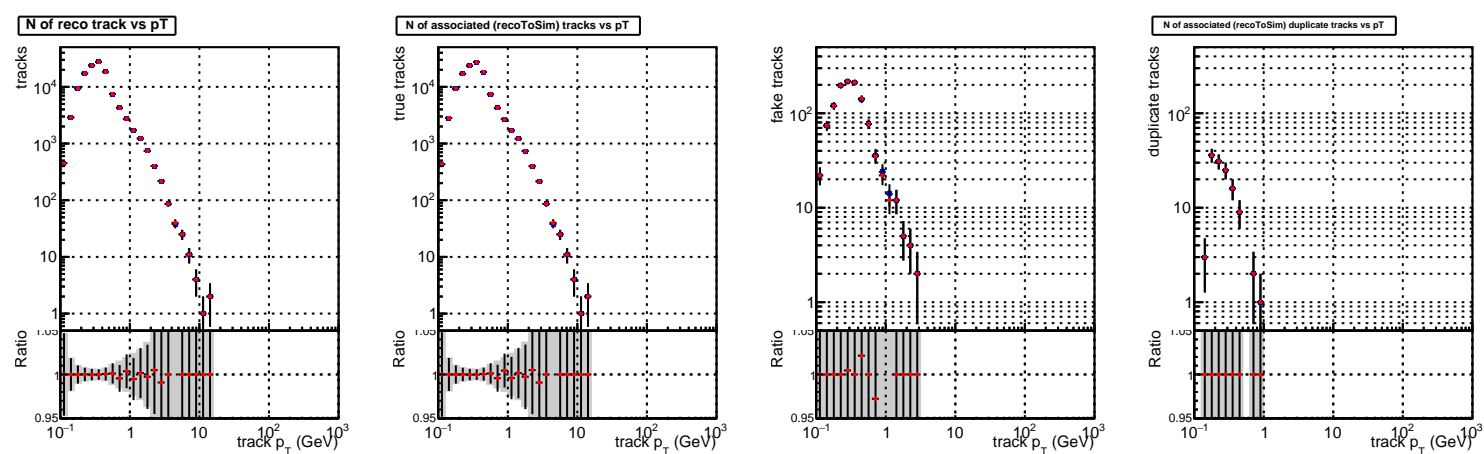 N of reco track vs pT
tracks
10^4
10^3
10^2
10
1
Ratio
1.05
1
0.95
10^-1 1 10 10^2 10^3
track p_T (GeV)
N of associated (recoToSim) tracks vs pT
true tracks
10^4
10^3
10^2
10
1
Ratio
1.05
1
0.95
10^-1 1 10 10^2 10^3
track p_T (GeV)
fake tracks
10^2
10
1
Ratio
1.05
1
0.95
10^-1 1 10 10^2 10^3
track p_T (GeV)
N of associated (recoToSim) duplicate tracks vs pT
duplicate tracks
10^2
10
1
Ratio
1.05
1
0.95
10^-1 1 10 10^2 10^3
track p_T (GeV)